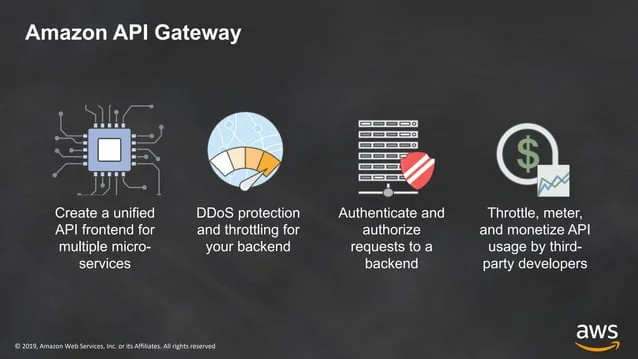 Amazon API Gateway
Create a unified
API frontend for
multiple micro-
services
DDoS protection
and throttling for
your backend
Authenticate and
authorize
requests to a
backend
$
Throttle, meter,
and monetize API
usage by third-
party developers
© 2019, Amazon Web Services, Inc. or its Affiliates. All rights reserved
aws